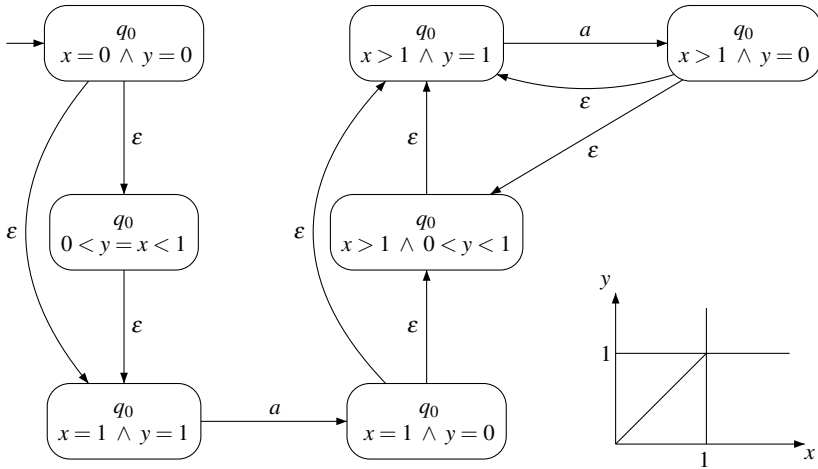 q₀
x = 0 ∧ y = 0
q₀
x > 1 ∧ y = 1
a
q₀
x > 1 ∧ y = 0
ε
ε
ε
ε
q₀
0 < y = x < 1
ε
ε
q₀
x > 1 ∧ 0 < y < 1
ε
ε
y
1
q₀
x = 1 ∧ y = 1
a
q₀
x = 1 ∧ y = 0
1
x